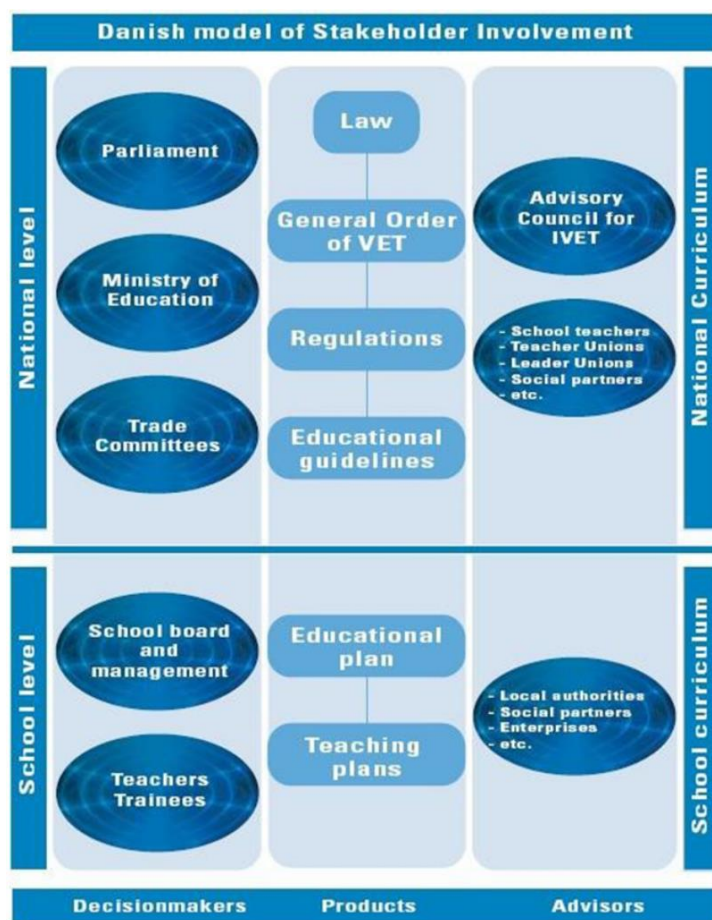 Danish model of Stakeholder Involvement
National level
Parliament
Ministry of
Education
Trade
Committees
Law
General Order
of VET
Regulations
Educational
guidelines
Advisory
Council for
IVET
- School teachers
- Teacher Unions
- Leader Unions
- Social partners
- etc.
National Curriculum
School level
School board
and
management
Teachers
Trainees
Educational
plan
Teaching
plans
- Local authorities
- Social partners
- Enterprises
- etc.
School curriculum
Decisionmakers
Products
Advisors